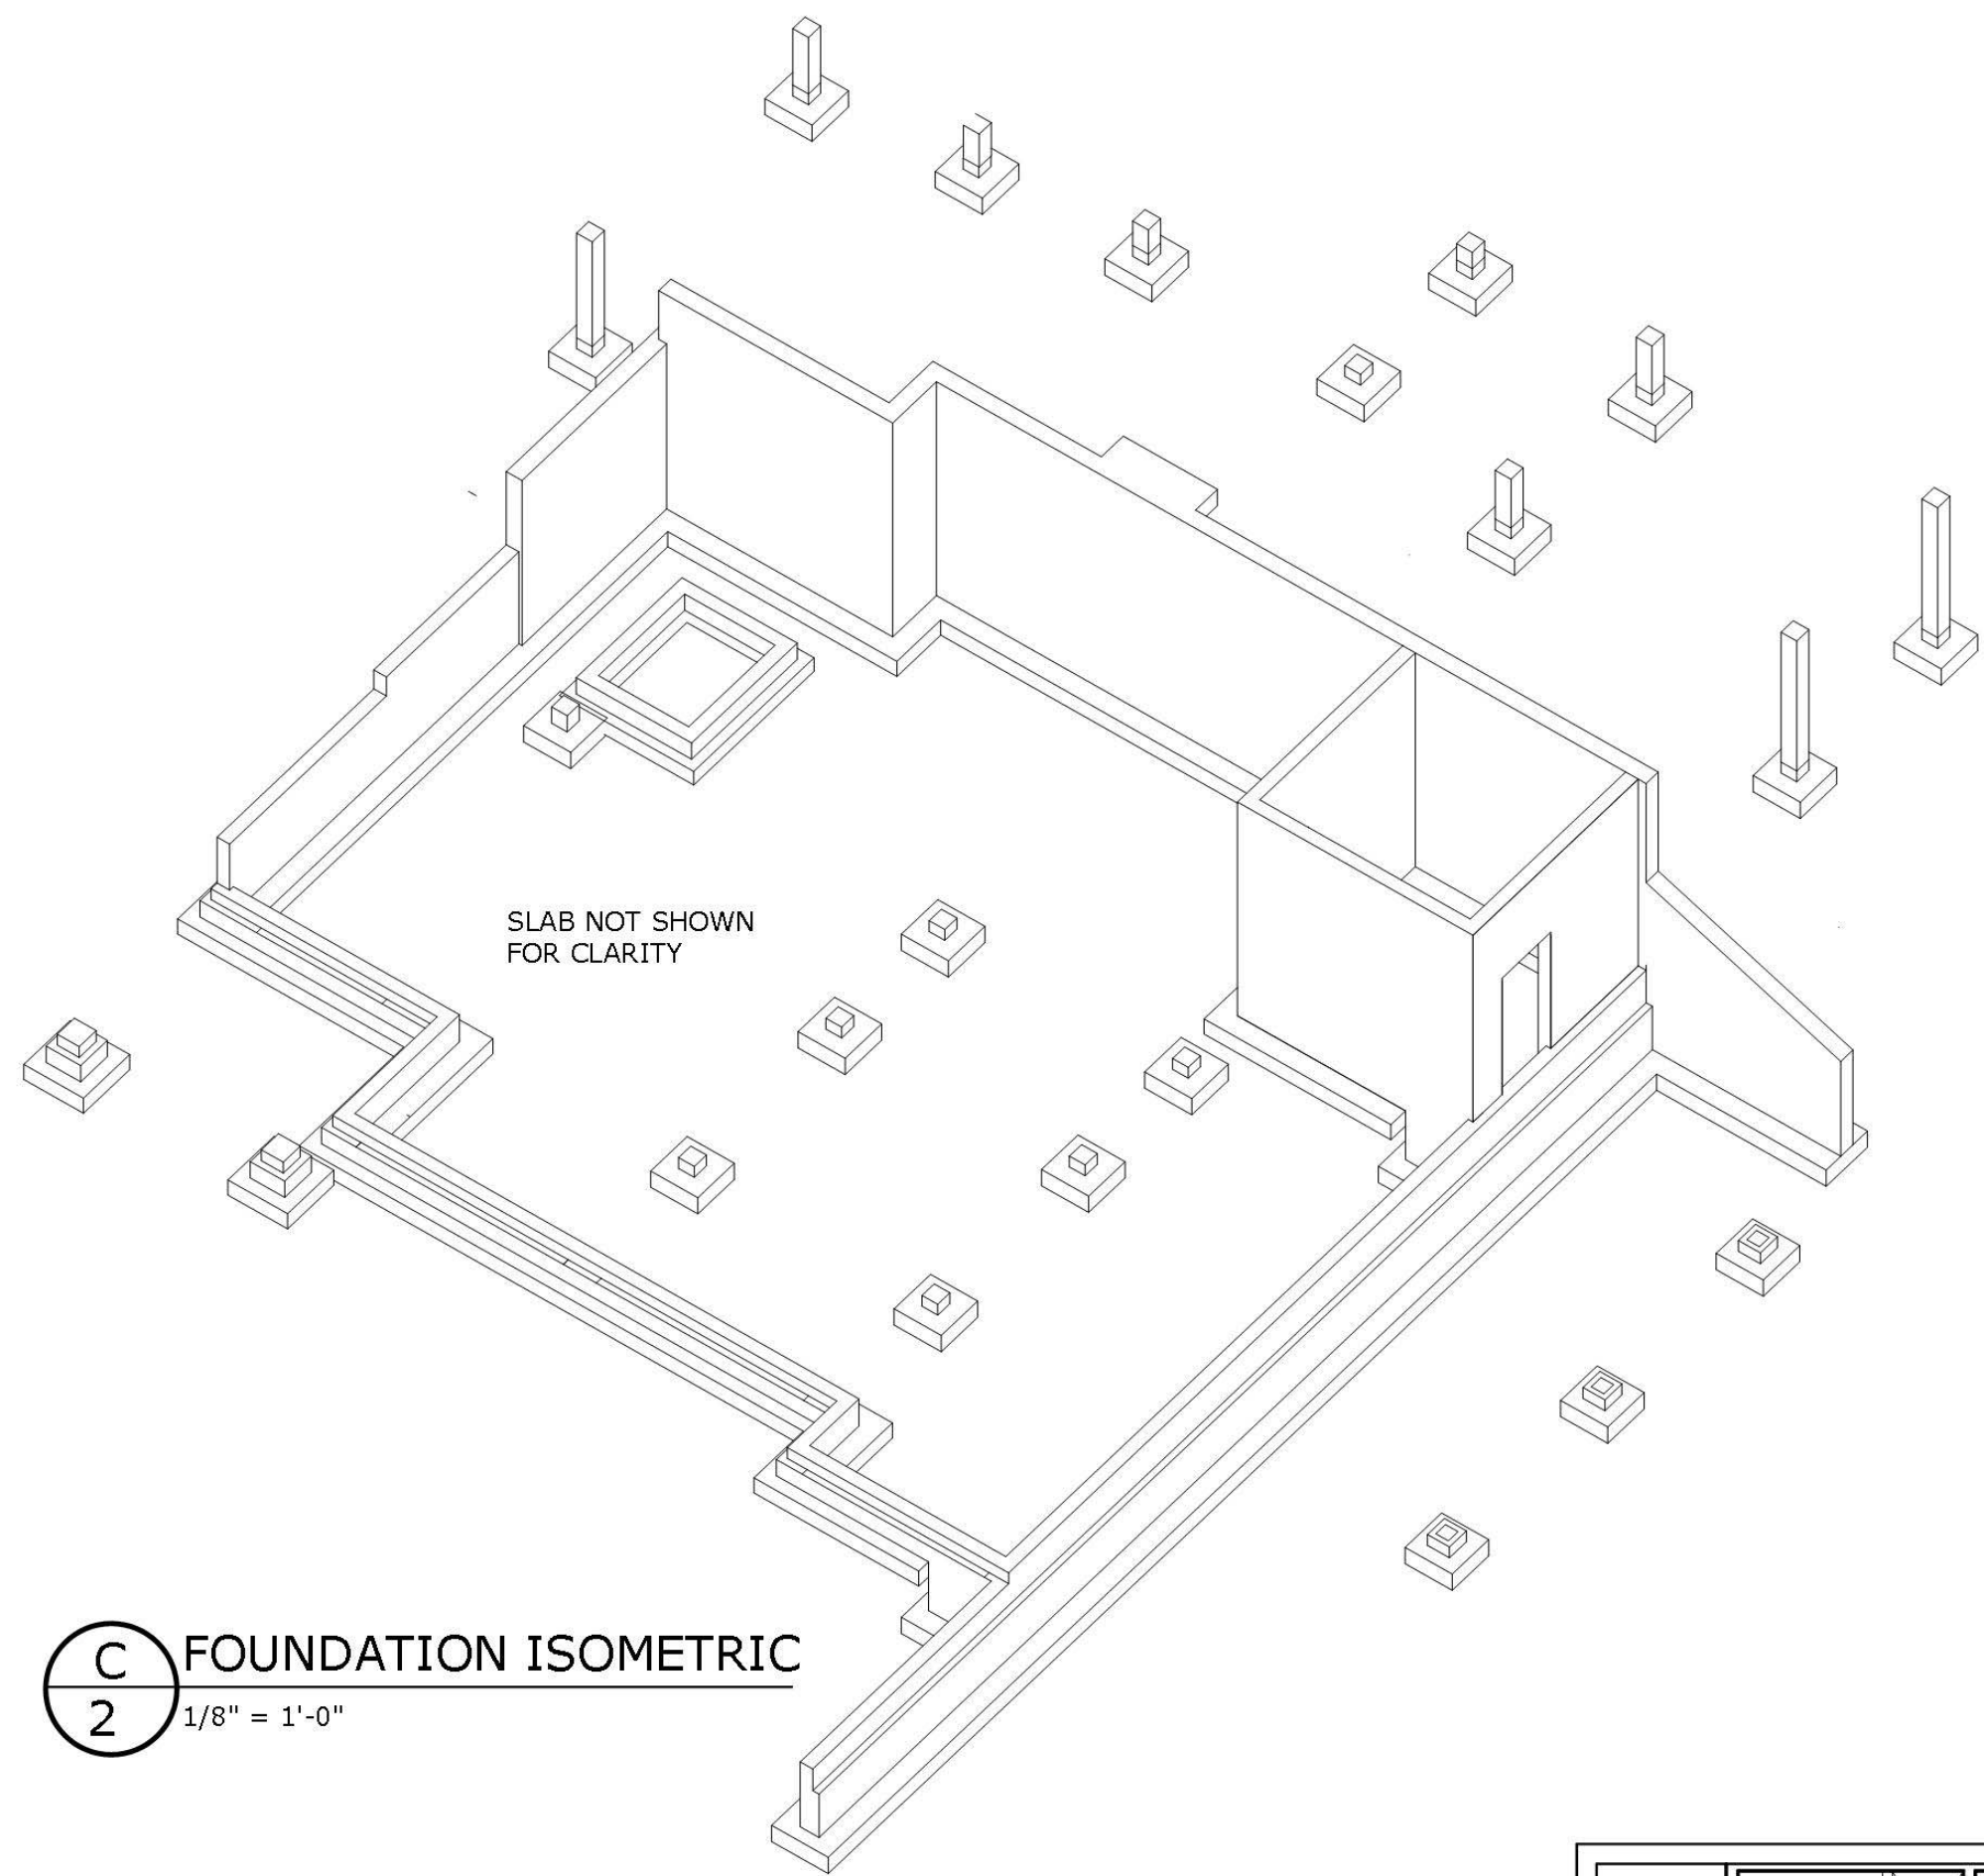 SLAB NOT SHOWN
FOR CLARITY
C
2
FOUNDATION ISOMETRIC
1/8" = 1'-0"